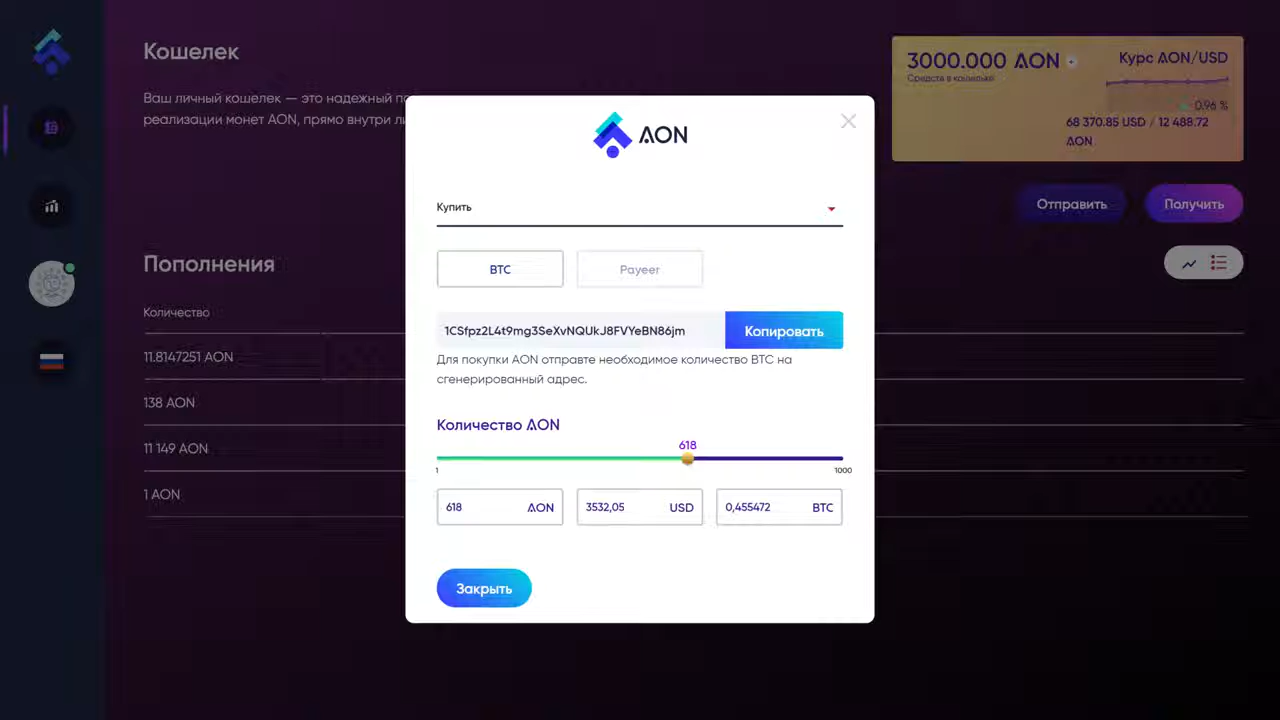 Кошелек
Ваш личный кошелек — это надежный
реализации монет AON, прямо внутри
3000.000 AON
Средств в кошельке
Курс AON/USD
0.96 %
68 370.85 USD / 12 488.72
AON
Отправить
Получить
Пополнения
Количество
11.8147251 AON
138 AON
11 149 AON
1 AON
AON
Купить
BTC
Payeer
1CSfpz2L4t9mg3SeXvNQUkJ8FVYeBN86jm
Копировать
Для покупки AON отправте необходимое количество BTC на
сгенерированный адрес.
Количество AON
618
1
1000
618 AON
3532,05 USD
0,455472 BTC
Закрыть